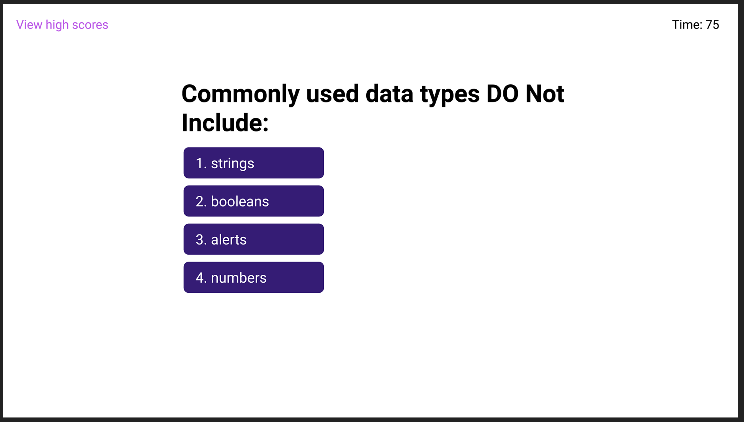 View high scores
Time: 75
Commonly used data types DO Not
Include:
1. strings
2. booleans
3. alerts
4. numbers